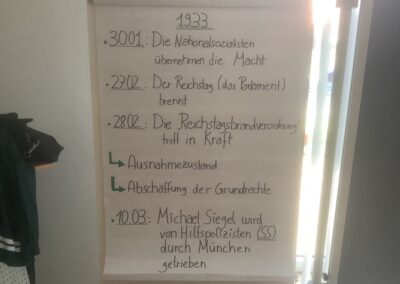 1933
• 30.01.: Die Nationalsozialisten
übernehmen die Macht
• 27.02.: Der Reichstag (das Parlament)
brennt
• 28.02.: Die „Reichstagsbrandverordnung“
tritt in Kraft
↳ Ausnahmezustand
↳ Abschaffung der Grundrechte
• 10.03.: Michael Siegel wird
von Hilfspolizisten (SS)
durch München
getrieben